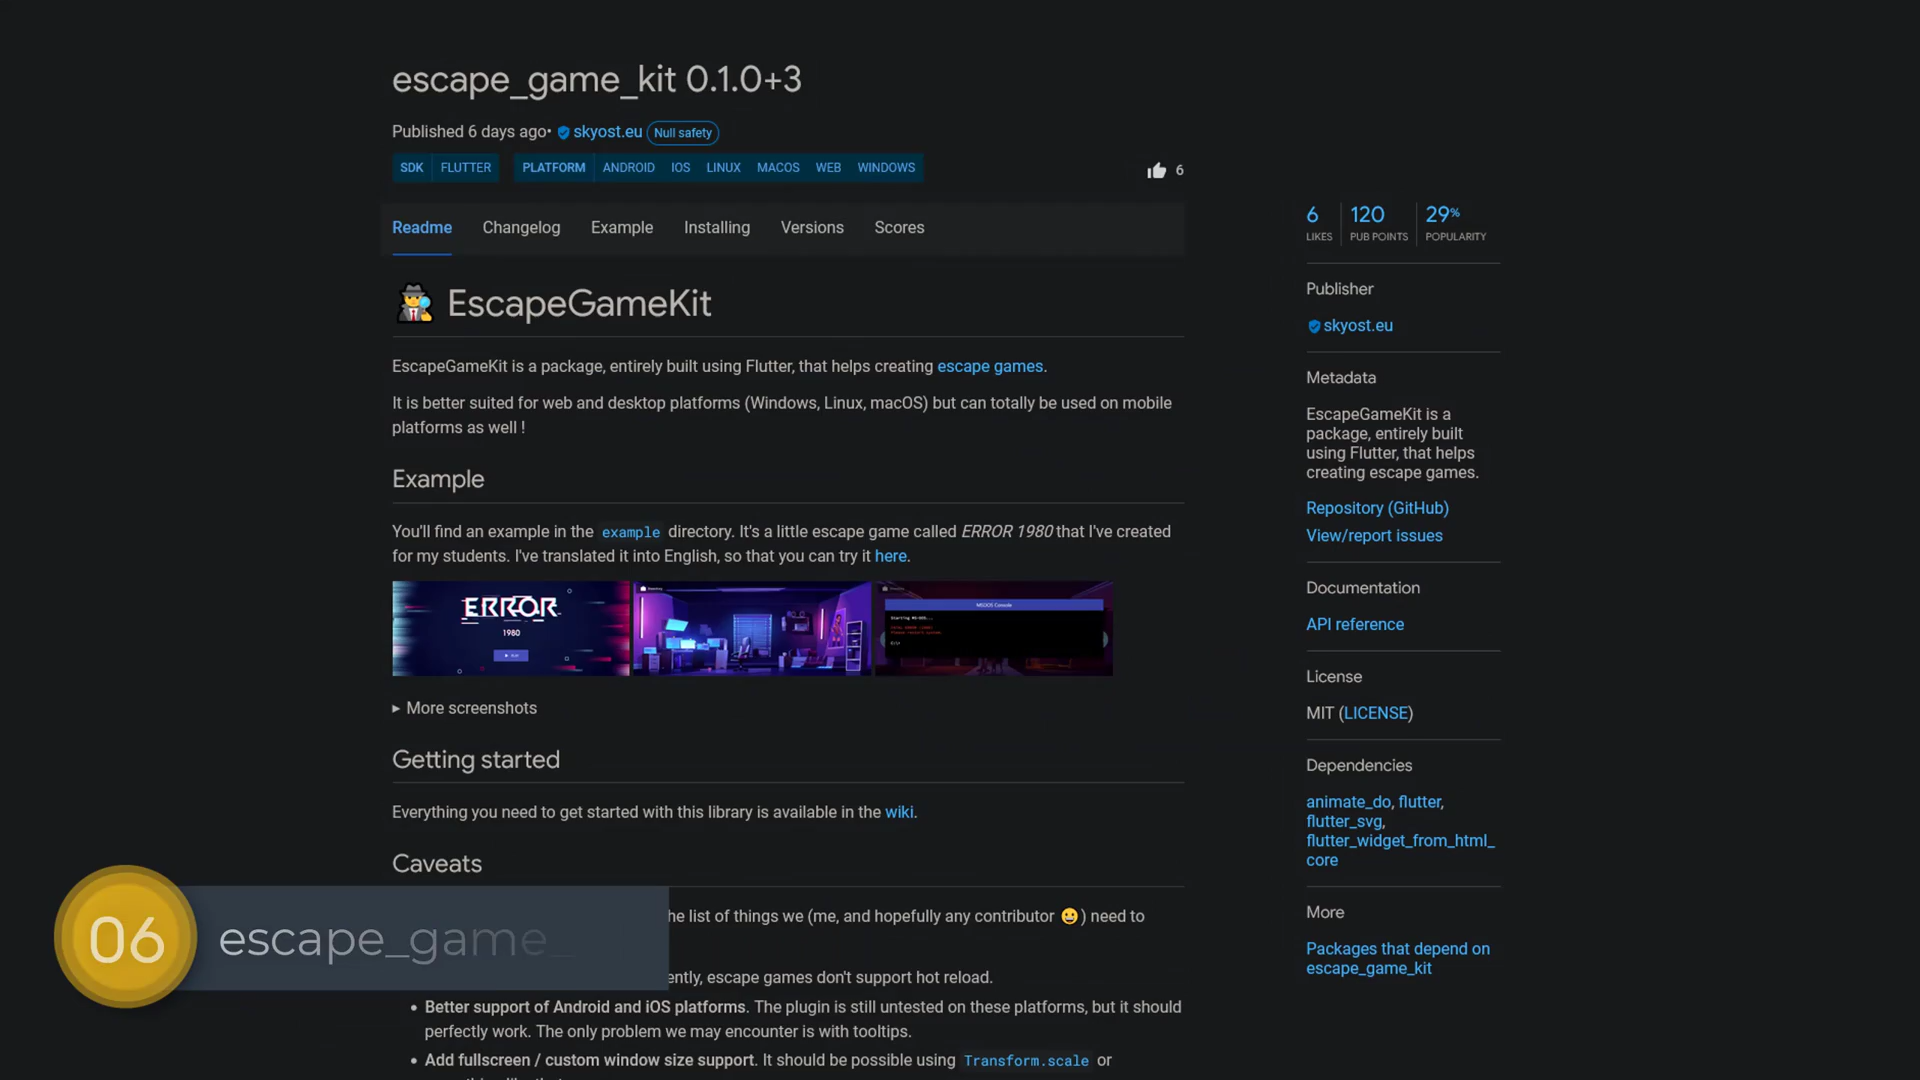 escape_game_kit 0.1.0+3
Published 6 days ago• skyost.eu Null safety
SDK FLUTTER PLATFORM ANDROID IOS LINUX MACOS WEB WINDOWS
6
Readme Changelog Example Installing Versions Scores
EscapeGameKit
EscapeGameKit is a package, entirely built using Flutter, that helps creating escape games.
It is better suited for web and desktop platforms (Windows, Linux, macOS) but can totally be used on mobile
platforms as well !
Example
You'll find an example in the example directory. It's a little escape game called ERROR 1980 that I've created
for my students. I've translated it into English, so that you can try it here.
ERROR
1980
MSDOS Console
Starting MS-DOS...
More screenshots
Getting started
Everything you need to get started with this library is available in the wiki.
Caveats
he list of things we (me, and hopefully any contributor 😀) need to
ently, escape games don't support hot reload.
• Better support of Android and iOS platforms. The plugin is still untested on these platforms, but it should
perfectly work. The only problem we may encounter is with tooltips.
• Add fullscreen / custom window size support. It should be possible using Transform.scale or
6 LIKES
120 PUB POINTS
29% POPULARITY
Publisher
skyost.eu
Metadata
EscapeGameKit is a
package, entirely built
using Flutter, that helps
creating escape games.
Repository (GitHub)
View/report issues
Documentation
API reference
License
MIT (LICENSE)
Dependencies
animate_do, flutter,
flutter_svg,
flutter_widget_from_html_
core
More
Packages that depend on
escape_game_kit
06
escape_game_